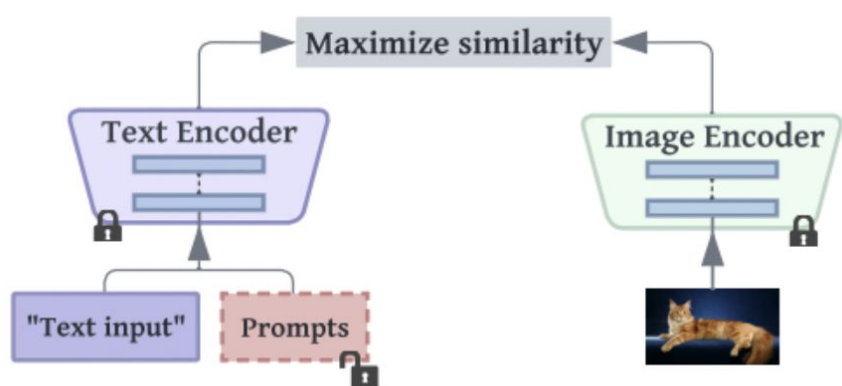 Maximize similarity
Text Encoder
Image Encoder
"Text input"
Prompts